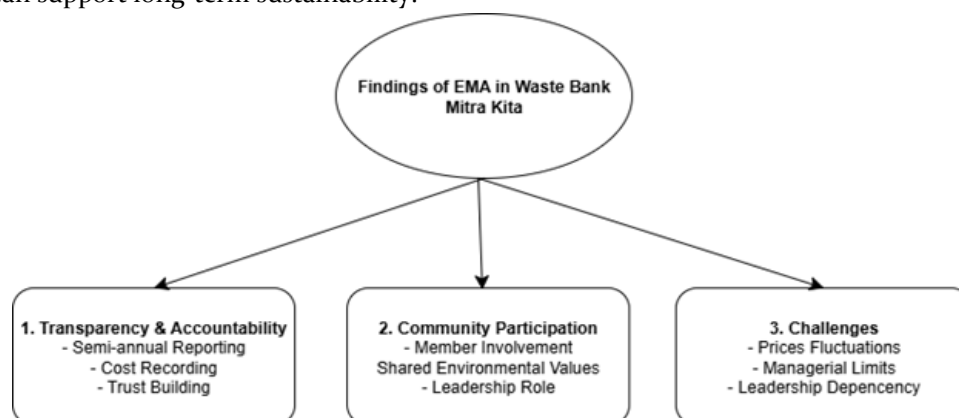 can support long-term sustainability.
Findings of EMA in Waste Bank
Mitra Kita
1. Transparency & Accountability
- Semi-annual Reporting
- Cost Recording
- Trust Building
2. Community Participation
- Member Involvement
Shared Environmental Values
- Leadership Role
3. Challenges
- Prices Fluctuations
- Managerial Limits
- Leadership Depencency